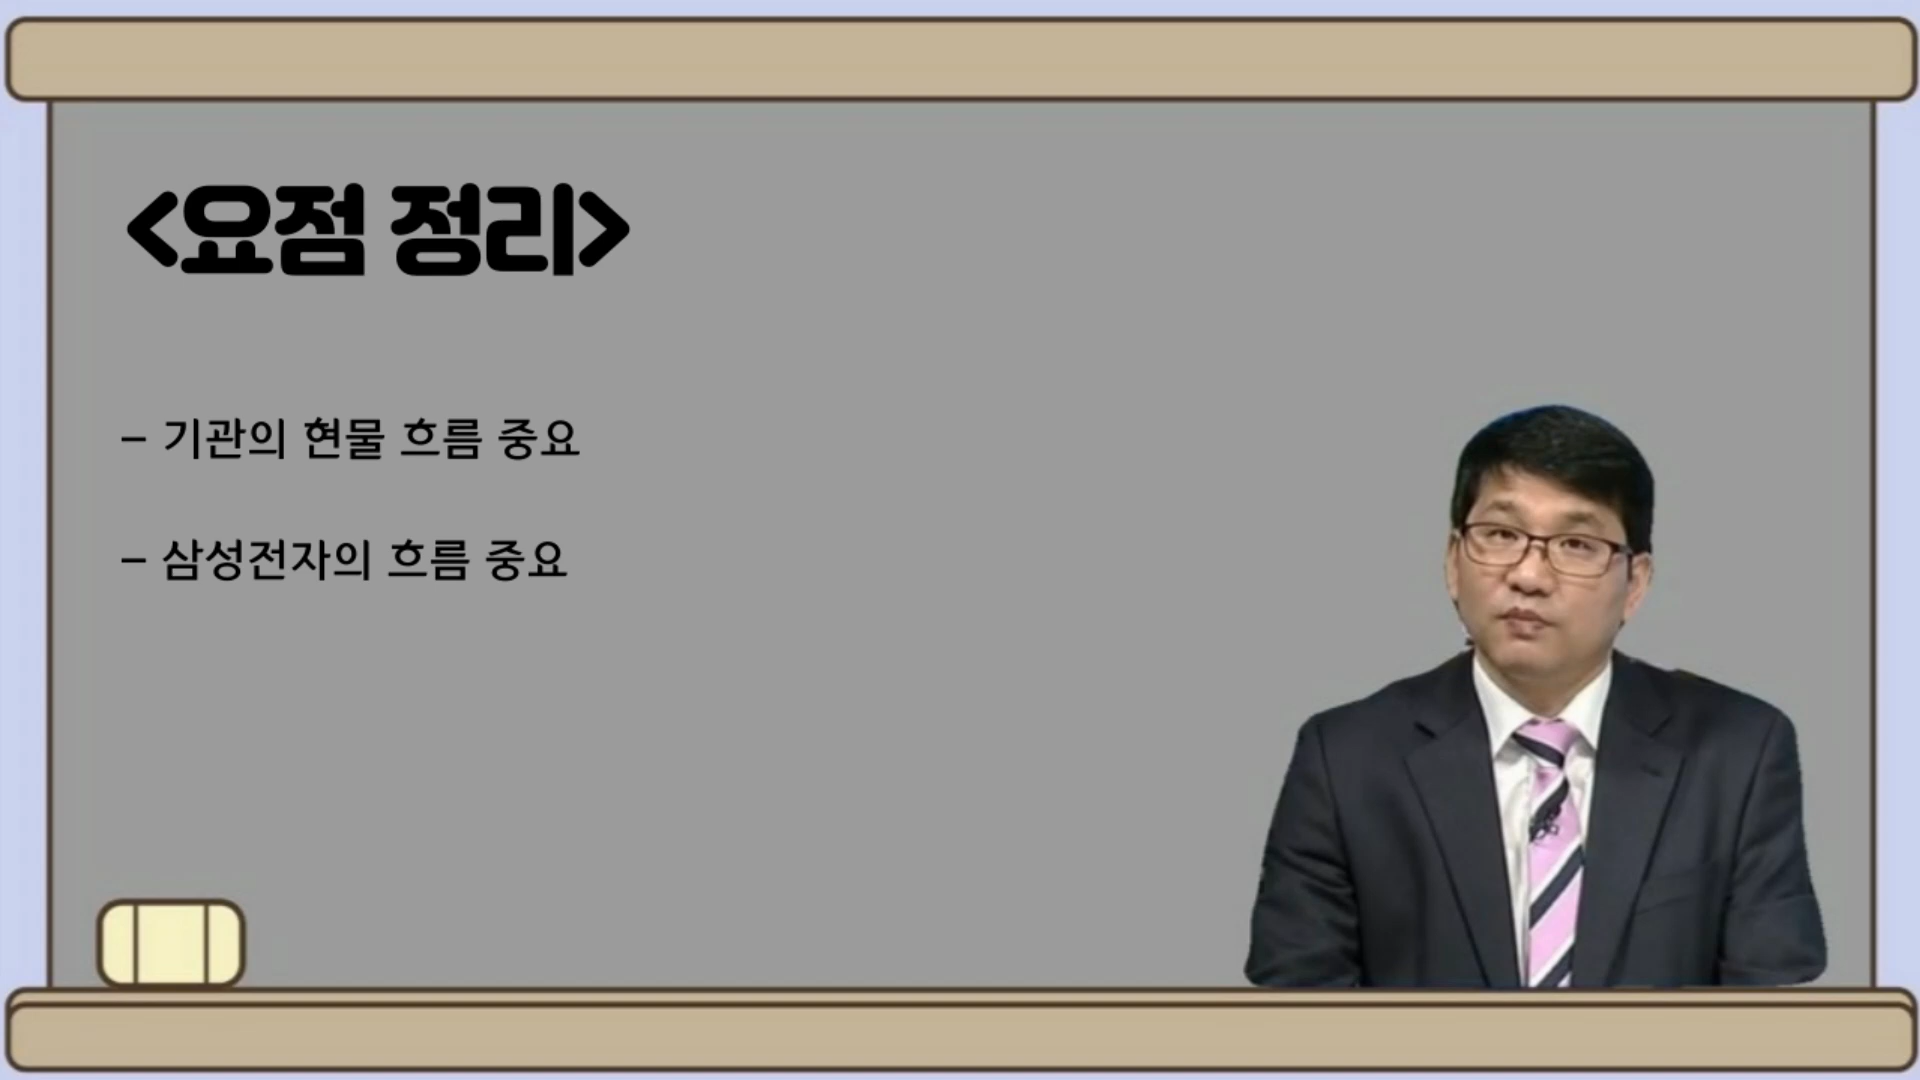 <요점 정리>
- 기관의 현물 흐름 중요
- 삼성전자의 흐름 중요